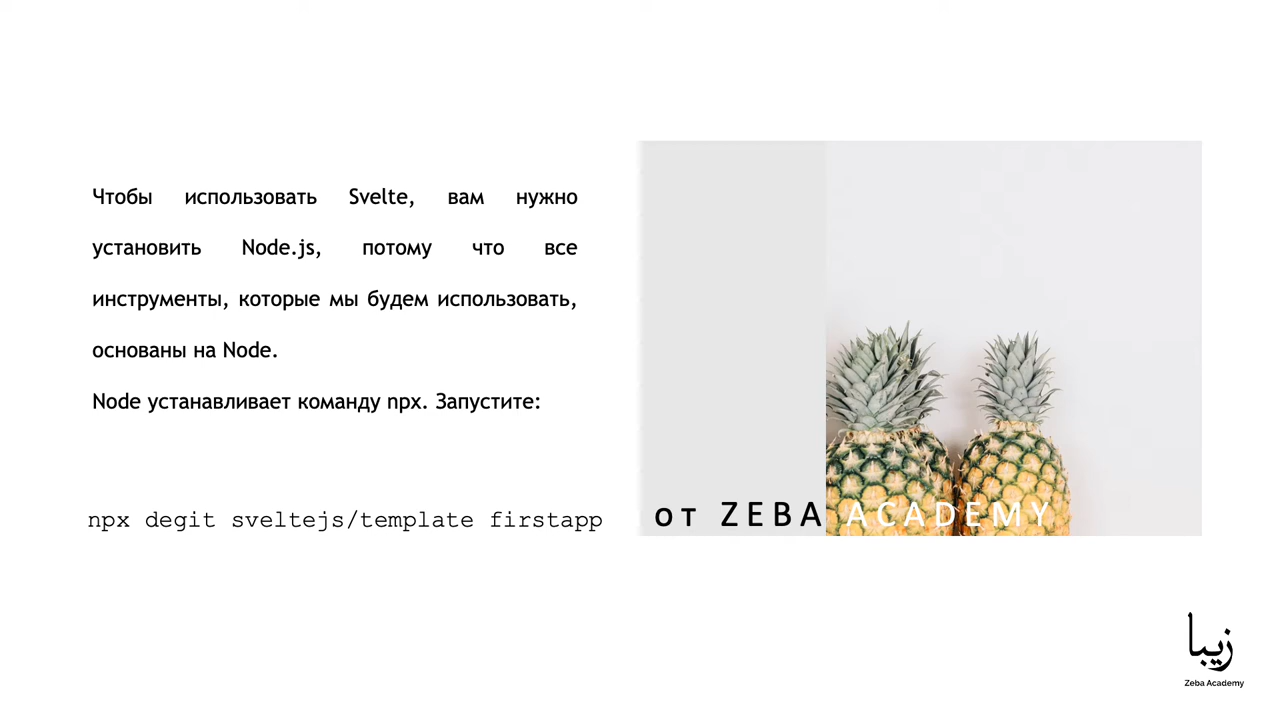 Чтобы использовать Svelte, вам нужно
установить Node.js, потому что все
инструменты, которые мы будем использовать,
основаны на Node.
Node устанавливает команду npx. Запустите:
npx degit sveltejs/template firstapp
от ZEBA ACADEMY
زيبا
Zeba Academy